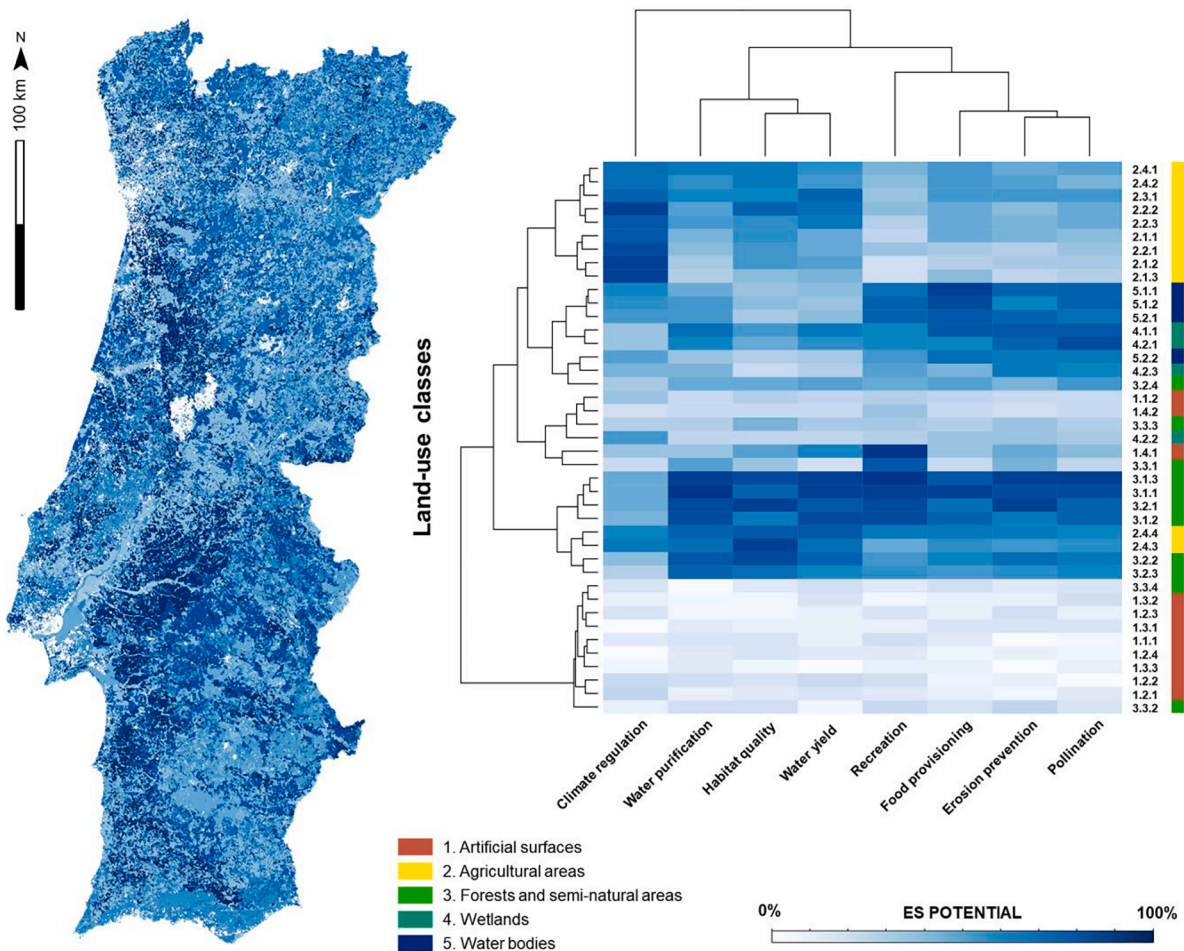 N
100 km
Land-use classes
2.4.1
2.4.2
2.3.1
2.2.2
2.2.3
2.1.1
2.2.1
2.1.2
2.1.3
5.1.1
5.1.2
5.2.1
4.1.1
4.2.1
5.2.2
4.2.3
3.2.4
1.1.2
1.4.2
3.3.3
4.2.2
1.4.1
3.3.1
3.1.3
3.1.1
3.2.1
3.1.2
2.4.4
2.4.3
3.2.2
3.2.3
3.3.4
1.3.2
1.2.3
1.3.1
1.1.1
1.2.4
1.3.3
1.2.2
1.2.1
3.3.2
Climate regulation
Water purification
Habitat quality
Water yield
Recreation
Food provisioning
Erosion prevention
Pollination
1. Artificial surfaces
2. Agricultural areas
3. Forests and semi-natural areas
4. Wetlands
5. Water bodies
0% ES POTENTIAL 100%